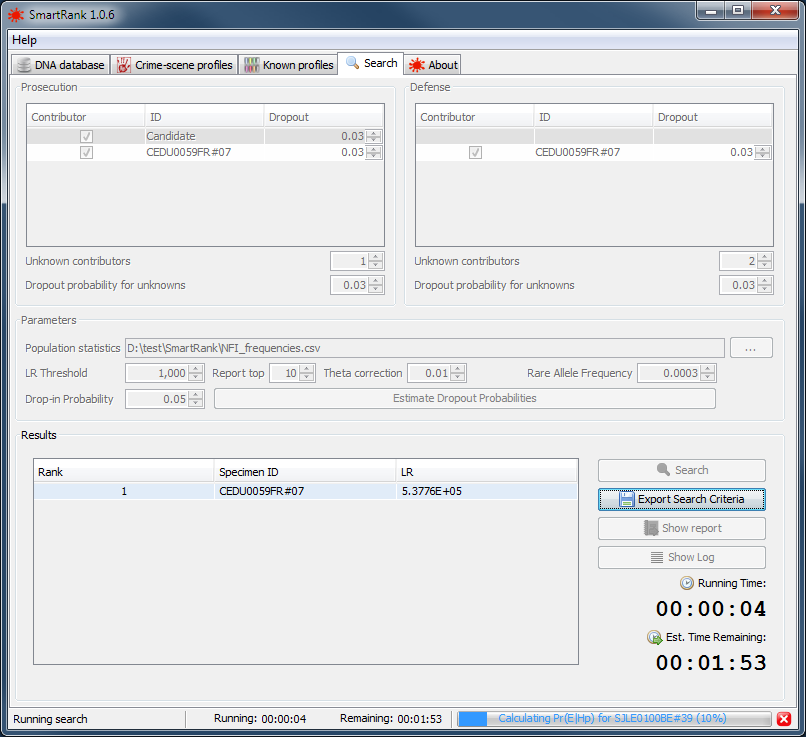 SmartRank 1.0.6
Help
DNA database Crime-scene profiles Known profiles Search About
Prosecution
Contributor ID Dropout
Candidate 0.03
CEDU0059FR#07 0.03
Unknown contributors 1
Dropout probability for unknowns 0.03
Defense
Contributor ID Dropout
CEDU0059FR#07 0.03
Unknown contributors 2
Dropout probability for unknowns 0.03
Parameters
Population statistics D:\test\SmartRank\NFI_frequencies.csv ...
LR Threshold 1,000 Report top 10 Theta correction 0.01 Rare Allele Frequency 0.0003
Drop-in Probability 0.05 Estimate Dropout Probabilities
Results
Rank Specimen ID LR
1 CEDU0059FR#07 5.3776E+05
Search
Export Search Criteria
Show report
Show Log
Running Time:
00:00:04
Est. Time Remaining:
00:01:53
Running search Running: 00:00:04 Remaining: 00:01:53 Calculating Pr(E|Hp) for SJLE0100BE#39 (10%)